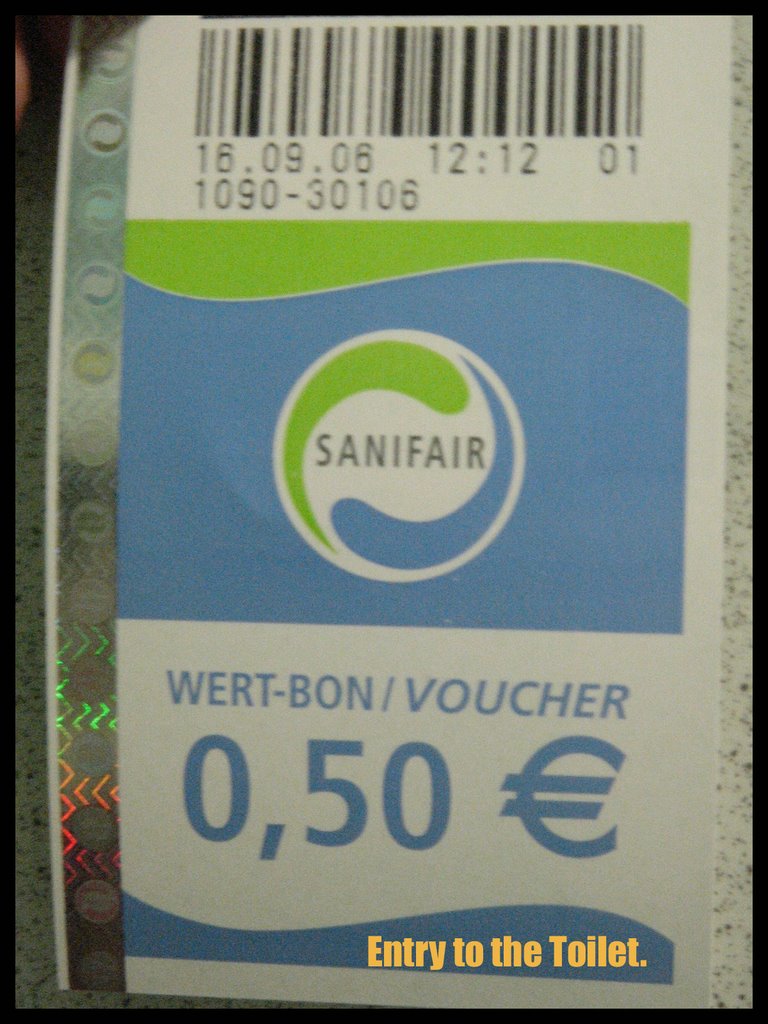 16.09.06 12:12 01
1090-30106
SANIFAIR
WERT-BON / VOUCHER
0,50 €
Entry to the Toilet.